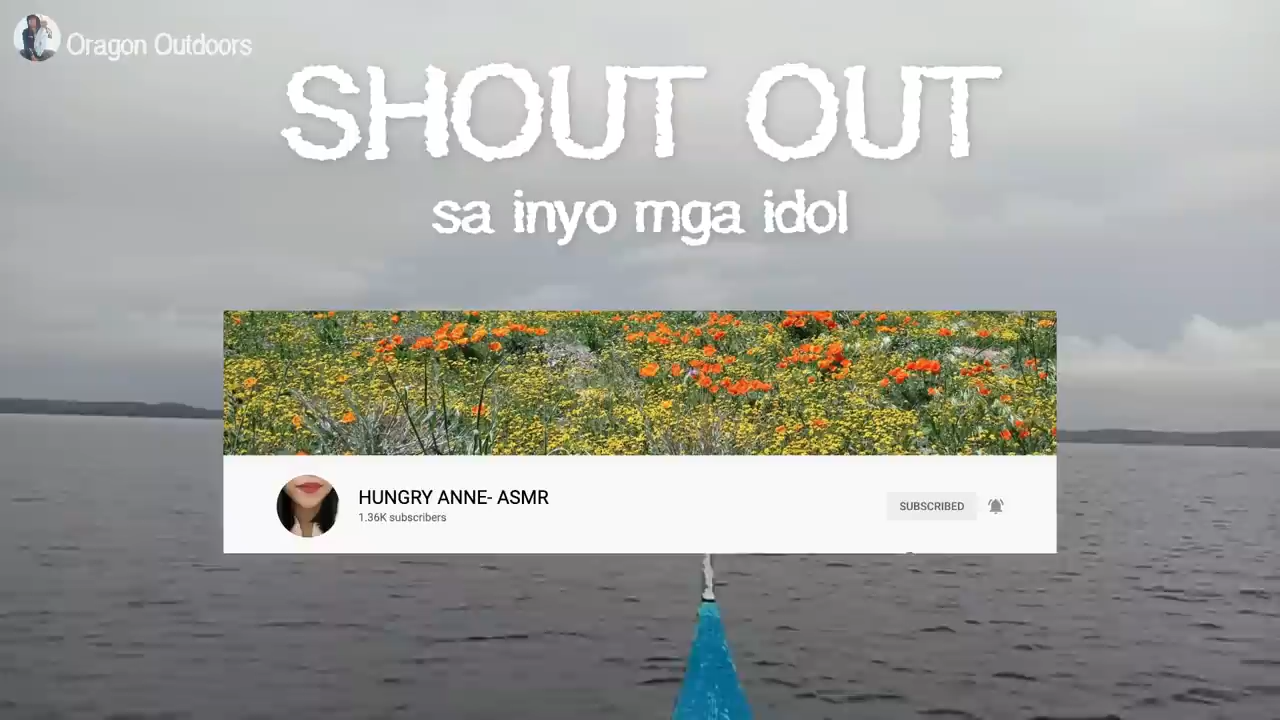 Oragon Outdoors
SHOUT OUT
sa inyo mga idol
HUNGRY ANNE- ASMR
1.36K subscribers
SUBSCRIBED